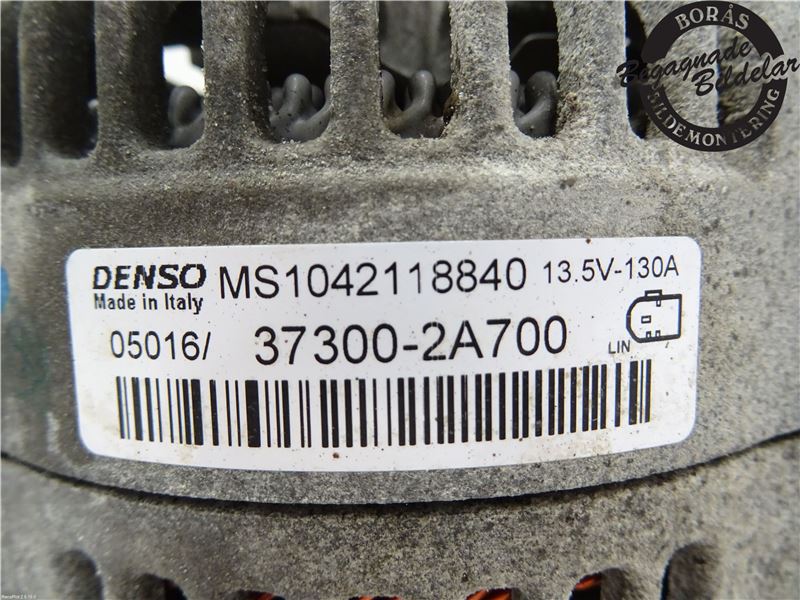 BORÅS
Begagnade
Bildelar
BILDEMONTERING
DENSO MS1042118840 13.5V-130A
Made in Italy
05016/ 37300-2A700
LIN